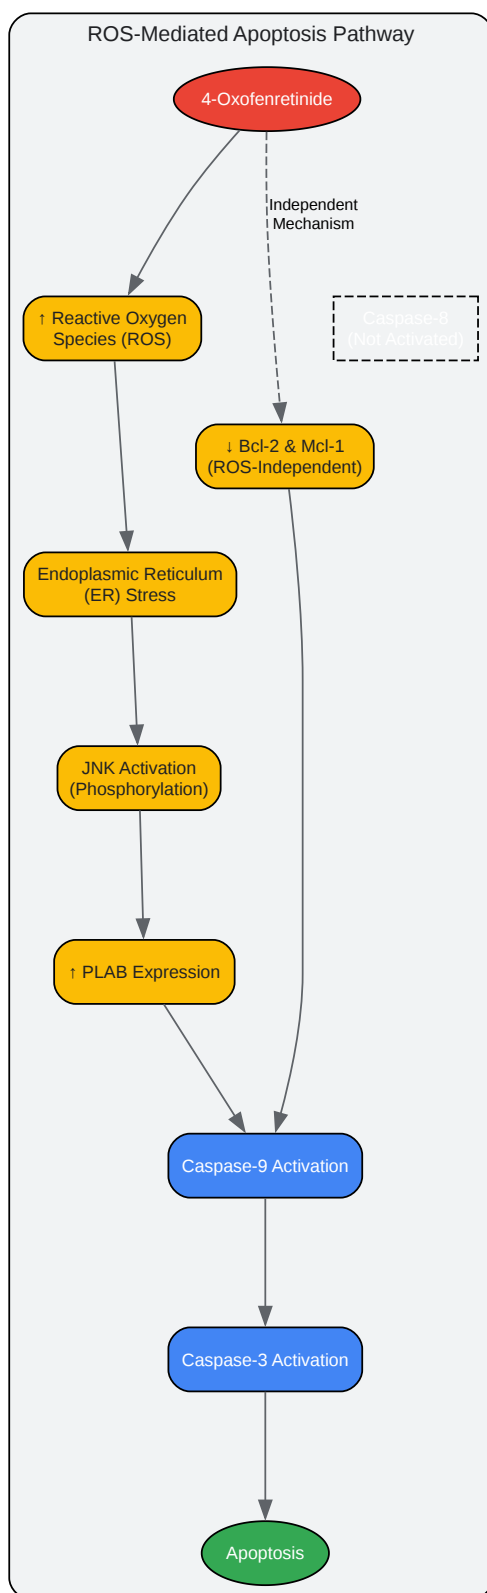 ROS-Mediated Apoptosis Pathway
4-Oxofenretinide
Independent
Mechanism
↑ Reactive Oxygen
Species (ROS)
Caspase-8
(Not Activated)
↓ Bcl-2 & Mcl-1
(ROS-Independent)
Endoplasmic Reticulum
(ER) Stress
JNK Activation
(Phosphorylation)
↑ PLAB Expression
Caspase-9 Activation
Caspase-3 Activation
Apoptosis